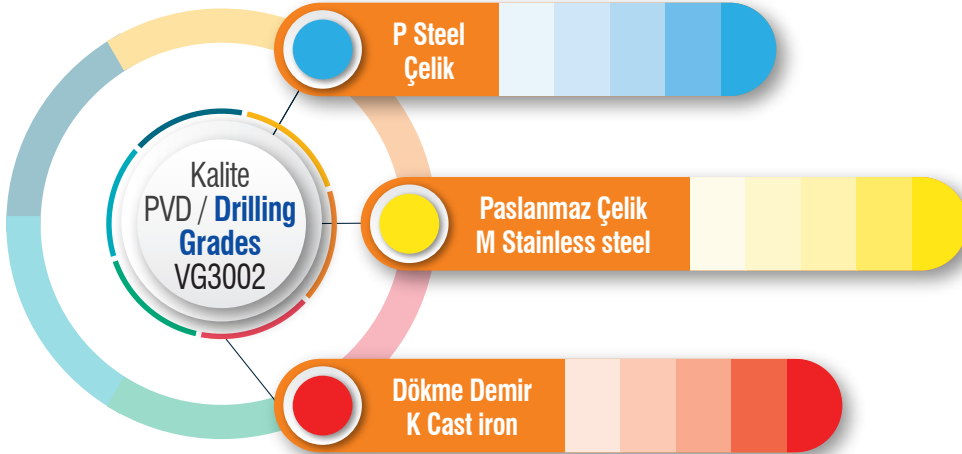 P Steel
Çelik
Kalite
PVD / Drilling
Grades
VG3002
Paslanmaz Çelik
M Stainless steel
Dökme Demir
K Cast iron